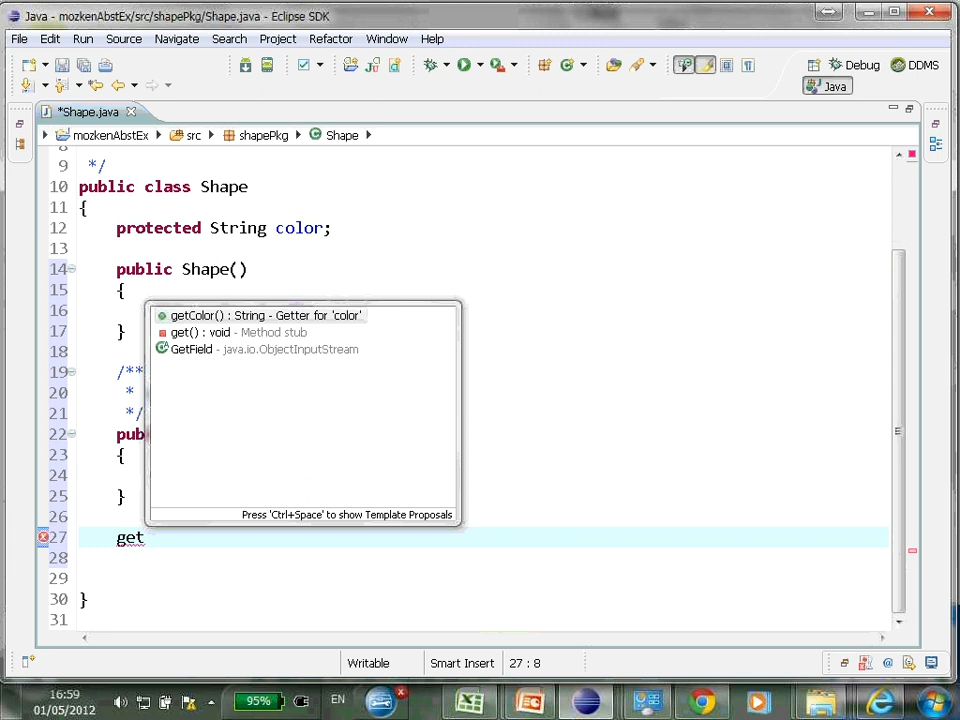 Java - mozkenAbstEx/src/shapePkg/Shape.java - Eclipse SDK
File Edit Run Source Navigate Search Project Refactor Window Help
Debug DDMS
Java
*Shape.java
mozkenAbstEx src shapePkg Shape
8
9 */
10 public class Shape
11 {
12 protected String color;
13
14 public Shape()
15 {
16
17 }
18
19 /**
20 *
21 */
22 pub
23 {
24
25 }
26
27 get
28
29
30 }
31
getColor() : String - Getter for 'color'
get() : void - Method stub
GetField - java.io.ObjectInputStream
Press 'Ctrl+Space' to show Template Proposals
Writable Smart Insert 27 : 8
16:59
01/05/2012
95% EN